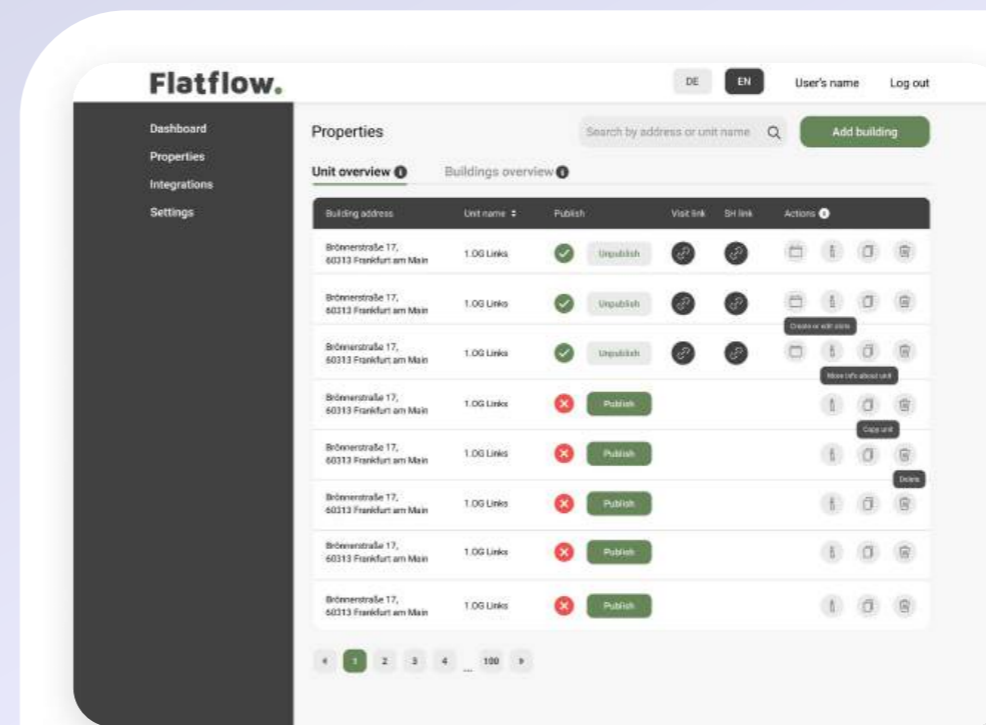 Flatflow.
DE EN User's name Log out
Dashboard
Properties
Integrations
Settings
Properties
Search by address or unit name
Add building
Unit overview
Buildings overview
Building address Unit name Publish Visit link SH link Actions
Brönnerstraße 17,
60313 Frankfurt am Main
1.OG Links
Unpublish
Brönnerstraße 17,
60313 Frankfurt am Main
1.OG Links
Unpublish
Create or edit slots
Brönnerstraße 17,
60313 Frankfurt am Main
1.OG Links
Unpublish
More info about unit
Brönnerstraße 17,
60313 Frankfurt am Main
1.OG Links
Publish
Copy unit
Brönnerstraße 17,
60313 Frankfurt am Main
1.OG Links
Publish
Delete
Brönnerstraße 17,
60313 Frankfurt am Main
1.OG Links
Publish
Brönnerstraße 17,
60313 Frankfurt am Main
1.OG Links
Publish
Brönnerstraße 17,
60313 Frankfurt am Main
1.OG Links
Publish
1 2 3 4 ... 100